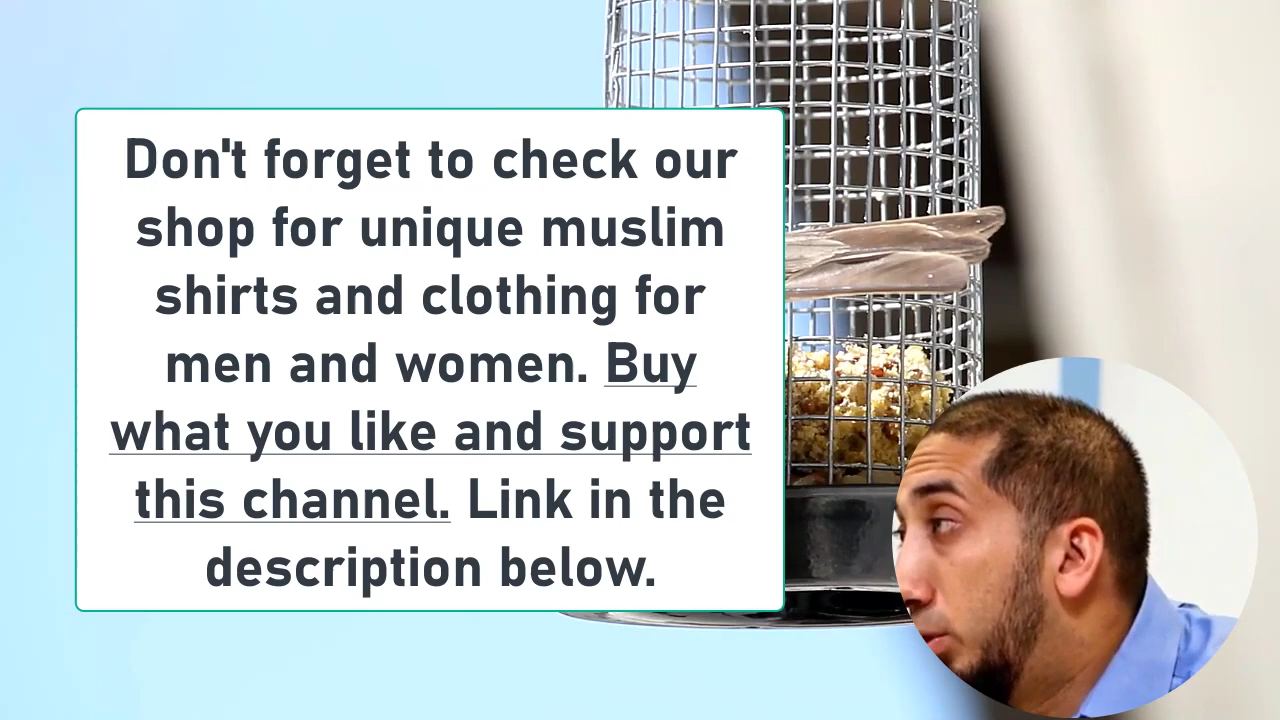 Don't forget to check our
shop for unique muslim
shirts and clothing for
men and women. Buy
what you like and support
this channel. Link in the
description below.